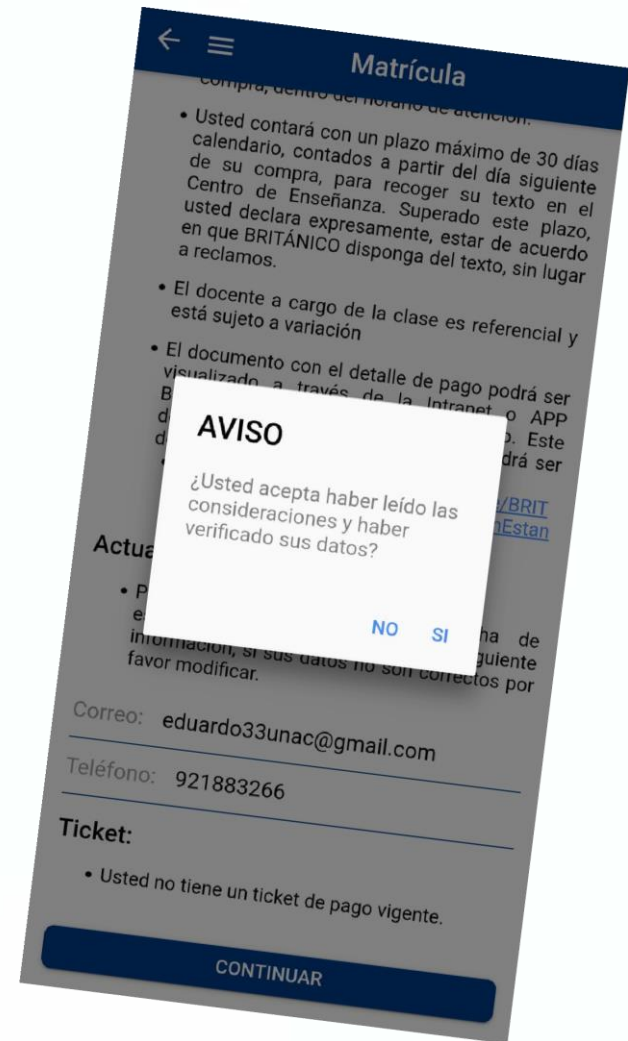 Matrícula
compra, dentro del horario de atención.
• Usted contará con un plazo máximo de 30 días
calendario, contados a partir del día siguiente
de su compra, para recoger su texto en el
Centro de Enseñanza. Superado este plazo,
usted declara expresamente, estar de acuerdo
en que BRITÁNICO disponga del texto, sin lugar
a reclamos.
• El docente a cargo de la clase es referencial y
está sujeto a variación
• El documento con el detalle de pago podrá ser
visualizado a través de la Intranet o APP
Este
drá ser
/BRIT
nEstan
AVISO
¿Usted acepta haber leído las
consideraciones y haber
verificado sus datos?
NO SI
Actua
ha de
guiente
información, si sus datos no son correctos por
favor modificar.
Correo: eduardo33unac@gmail.com
Teléfono: 921883266
Ticket:
• Usted no tiene un ticket de pago vigente.
CONTINUAR